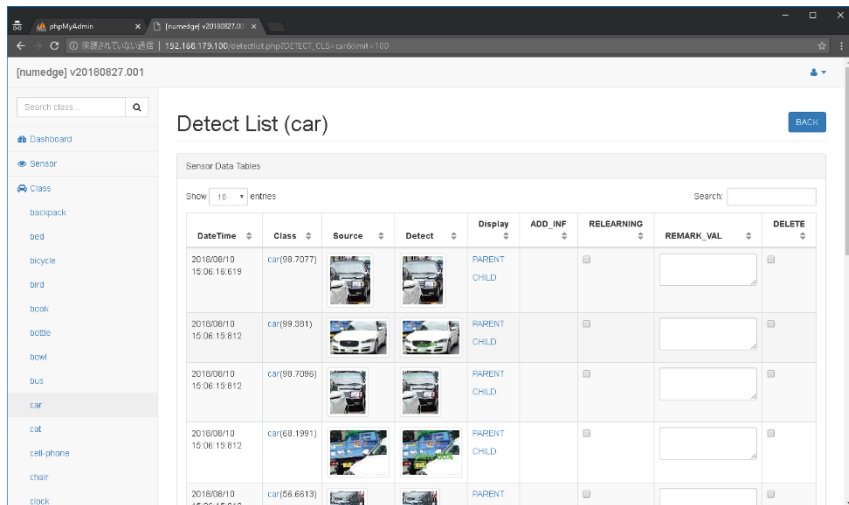 phpMyAdmin
[numedge] v20180827.00
保護されていない通信 | 192.168.179.100/detectlist.php?DETECT_CLS=car&limit=100
[numedge] v20180827.001
Search class...
Dashboard
Sensor
Class
backpack
bed
bicycle
bird
book
bottle
bowl
bus
car
cat
cell-phone
chair
clock
Detect List (car)
BACK
Sensor Data Tables
Show entries
Search:
DateTime Class Source Detect Display ADD_INF RELEARNING REMARK_VAL DELETE
2018/08/10 car(98.7077) PARENT
15:06:16:619 CHILD
2018/08/10 car(99.381) PARENT
15:06:15:812 CHILD
2018/08/10 car(98.7096) PARENT
15:06:15:812 CHILD
2018/08/10 car(68.1991) PARENT
15:06:15:812 CHILD
2018/08/10 car(56.6613) PARENT